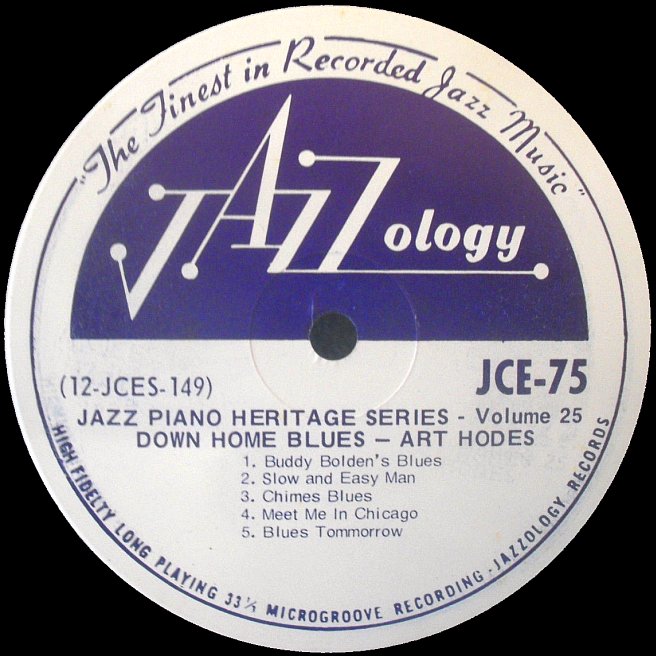 "The Finest in Recorded Jazz Music"
JAZZology
(12-JCES-149)
JCE-75
JAZZ PIANO HERITAGE SERIES - Volume 25
DOWN HOME BLUES — ART HODES
1. Buddy Bolden's Blues
2. Slow and Easy Man
3. Chimes Blues
4. Meet Me In Chicago
5. Blues Tommorrow
HIGH FIDELTY LONG PLAYING 33⅓ MICROGROOVE RECORDING - JAZZOLOGY RECORDS